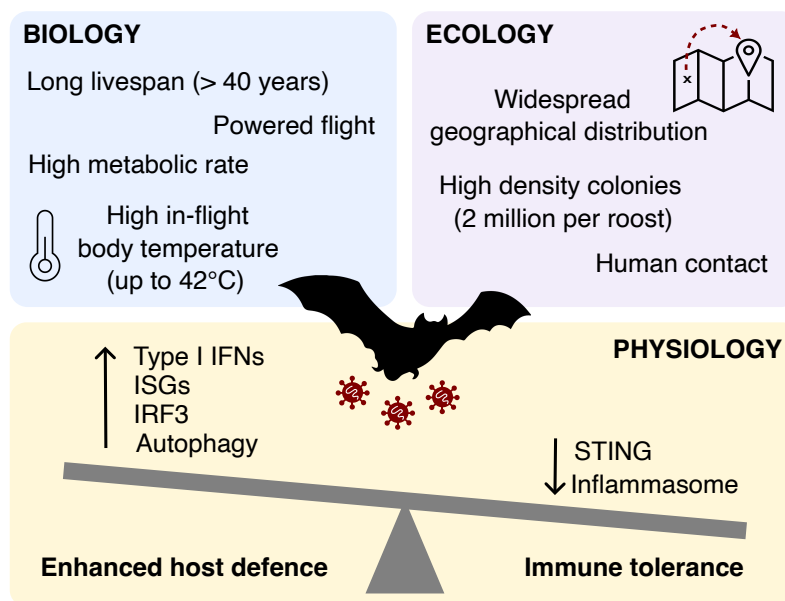 BIOLOGY
Long livespan (> 40 years)
Powered flight
High metabolic rate
High in-flight
body temperature
(up to 42°C)
ECOLOGY
x
Widespread
geographical distribution
High density colonies
(2 million per roost)
Human contact
PHYSIOLOGY
Type I IFNs
ISGs
IRF3
Autophagy
STING
Inflammasome
Enhanced host defence
Immune tolerance